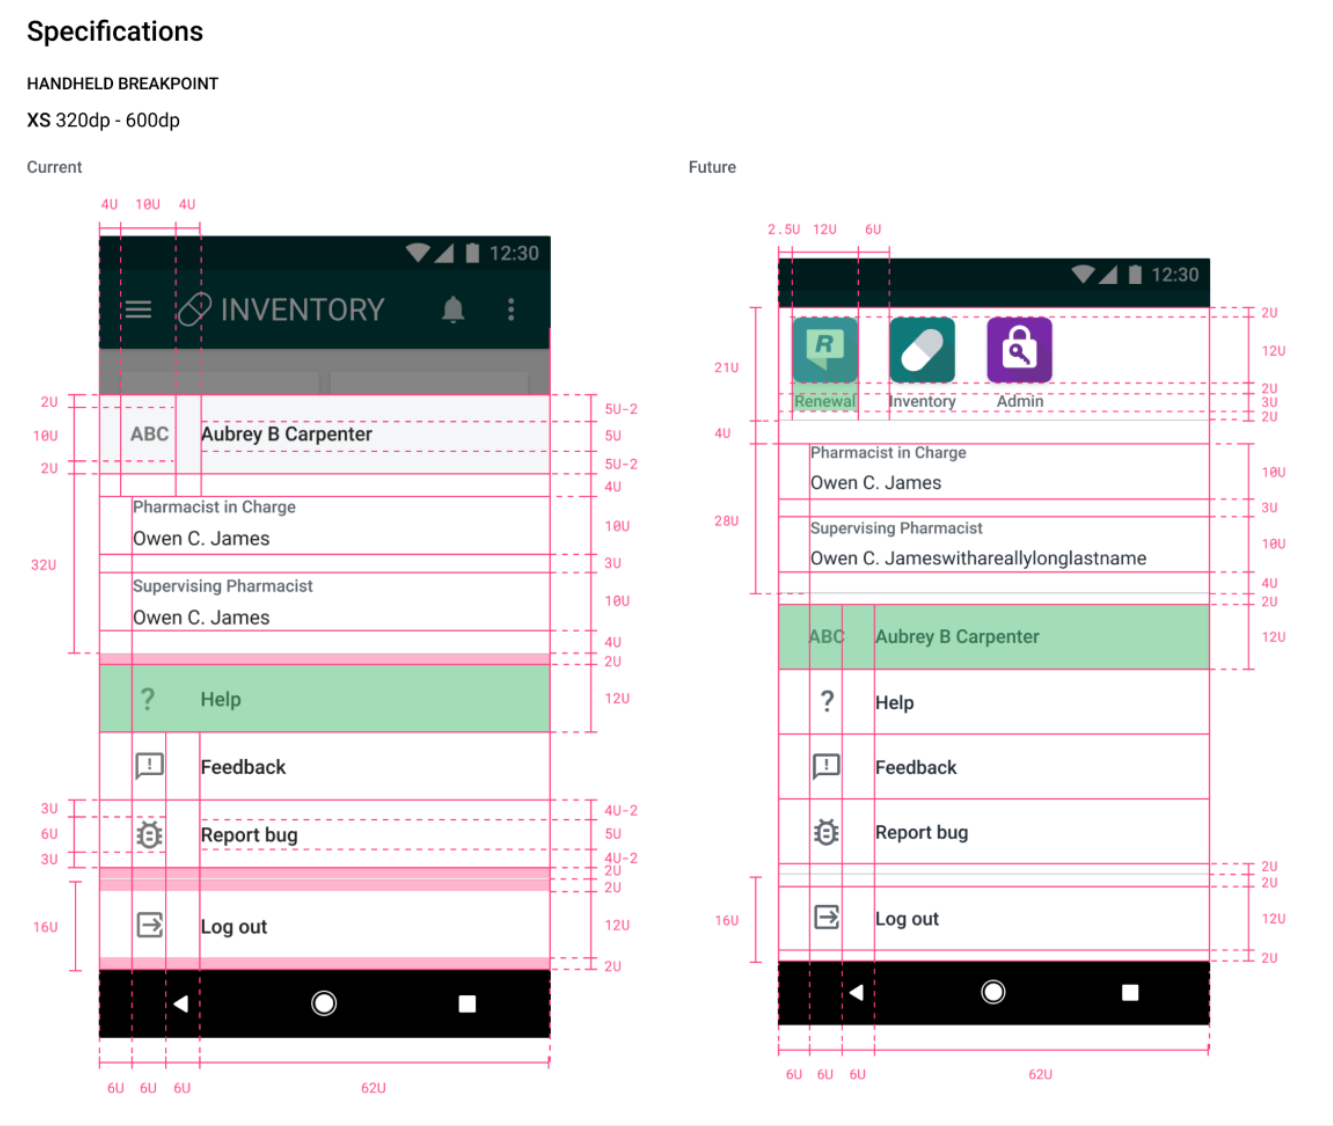 Specifications
HANDHELD BREAKPOINT
XS 320dp - 600dp
Current
4U 10U 4U
12:30
INVENTORY
2U
10U
2U
32U
5U-2
5U
5U-2
4U
10U
3U
10U
4U
2U
12U
ABC Aubrey B Carpenter
Pharmacist in Charge
Owen C. James
Supervising Pharmacist
Owen C. James
? Help
Feedback
Report bug
Log out
3U
6U
3U
16U
4U-2
5U
4U-2
2U
2U
12U
2U
6U 6U 6U 62U
Future
2.5U 12U 6U
12:30
R
Renewal Inventory Admin
21U
4U
28U
2U
12U
2U
3U
2U
10U
3U
10U
4U
2U
12U
Pharmacist in Charge
Owen C. James
Supervising Pharmacist
Owen C. Jameswithareallylonglastname
ABC Aubrey B Carpenter
? Help
Feedback
Report bug
Log out
16U
2U
2U
12U
2U
6U 6U 6U 62U